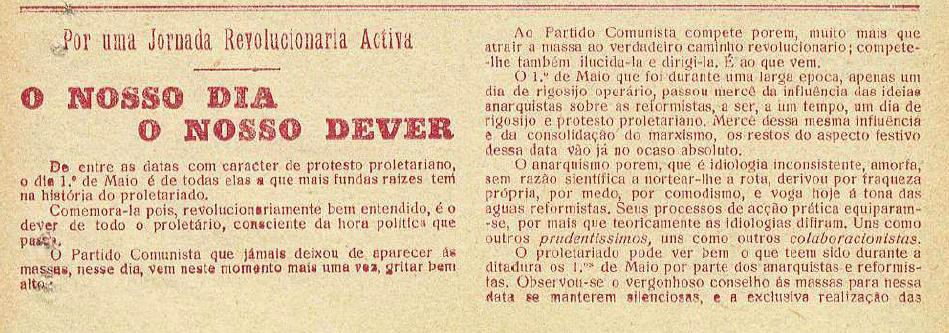 Por uma Jornada Revolucionaria Activa
O NOSSO DIA
O NOSSO DEVER
De entre as datas com caracter de protesto proletariano,
o dia 1.º de Maio é de todas elas a que mais fundas raizes tem
na história do proletariado.
Comemora-la pois, revolucionariamente bem entendido, é o
dever de todo o proletário, consciente da hora politica que
passa.
O Partido Comunista que jámais deixou de aparecer ás
massas, nesse dia, vem neste momento mais uma vez, gritar bem
alto:
Ao Partido Comunista compete porem, muito mais que
atrair a massa ao verdadeiro caminho revolucionario; compete-
-lhe também ilucida-la e dirigi-la. É ao que vem.
O 1.º de Maio que foi durante uma larga epoca, apenas um
dia de rigosijo operário, passou mercê da influência das ideias
anarquistas sobre as reformistas, a ser, a um tempo, um dia de
rigosijo e protesto proletariano. Mercê dessa mesma influência
e da consolidação do marxismo, os restos do aspecto festivo
dessa data vão já no ocaso absoluto.
O anarquismo porem, que é idiologia inconsistente, amorfa,
sem razão sientífica a nortear-lhe a rota, derivou por fraqueza
própria, por medo, por comodismo, e voga hoje á tona das
aguas reformistas. Seus processos de acção prática equiparam-
-se, por mais que teoricamente as idiologias difiram. Uns como
outros prudentissimos, uns como outros colaboracionistas.
O proletariado pode ver bem o que teem sido durante a
ditadura os 1.ºs de Maio por parte dos anarquistas e reformis-
tas. Observou-se o vergonhoso conselho ás massas para nessa
data se manterem silenciosas, e a exclusiva realização das